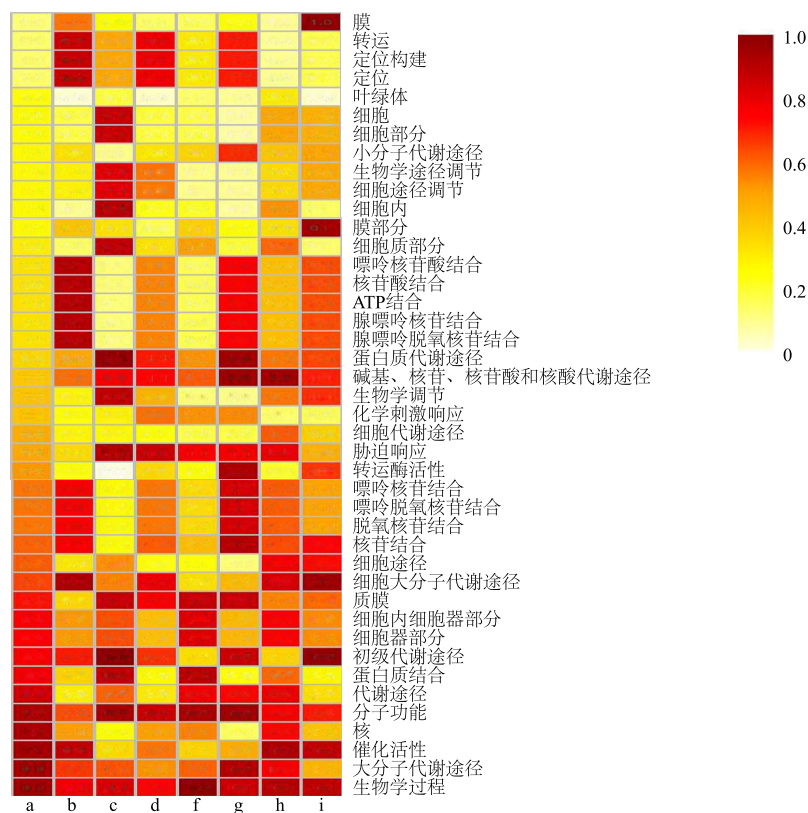 膜
转运
定位构建
定位
叶绿体
细胞
细胞部分
小分子代谢途径
生物学途径调节
细胞途径调节
细胞内
膜部分
细胞质部分
嘌呤核苷酸结合
核苷酸结合
ATP结合
腺嘌呤核苷结合
腺嘌呤脱氧核苷结合
蛋白质代谢途径
碱基、核苷、核苷酸和核酸代谢途径
生物学调节
化学刺激响应
细胞代谢途径
胁迫响应
转运酶活性
嘌呤核苷结合
嘌呤脱氧核苷结合
脱氧核苷结合
核苷结合
细胞途径
细胞大分子代谢途径
质膜
细胞内细胞器部分
细胞器部分
初级代谢途径
蛋白质结合
代谢途径
分子功能
核
催化活性
大分子代谢途径
生物学过程
a b c d f g h i
1.0
0.8
0.6
0.4
0.2
0